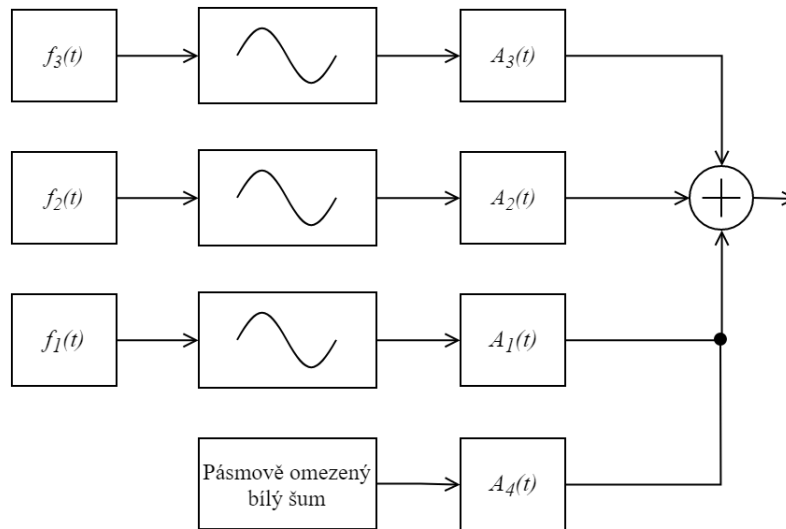 f3(t)
A3(t)
f2(t)
A2(t)
f1(t)
A1(t)
Pásmově omezený
bílý šum
A4(t)